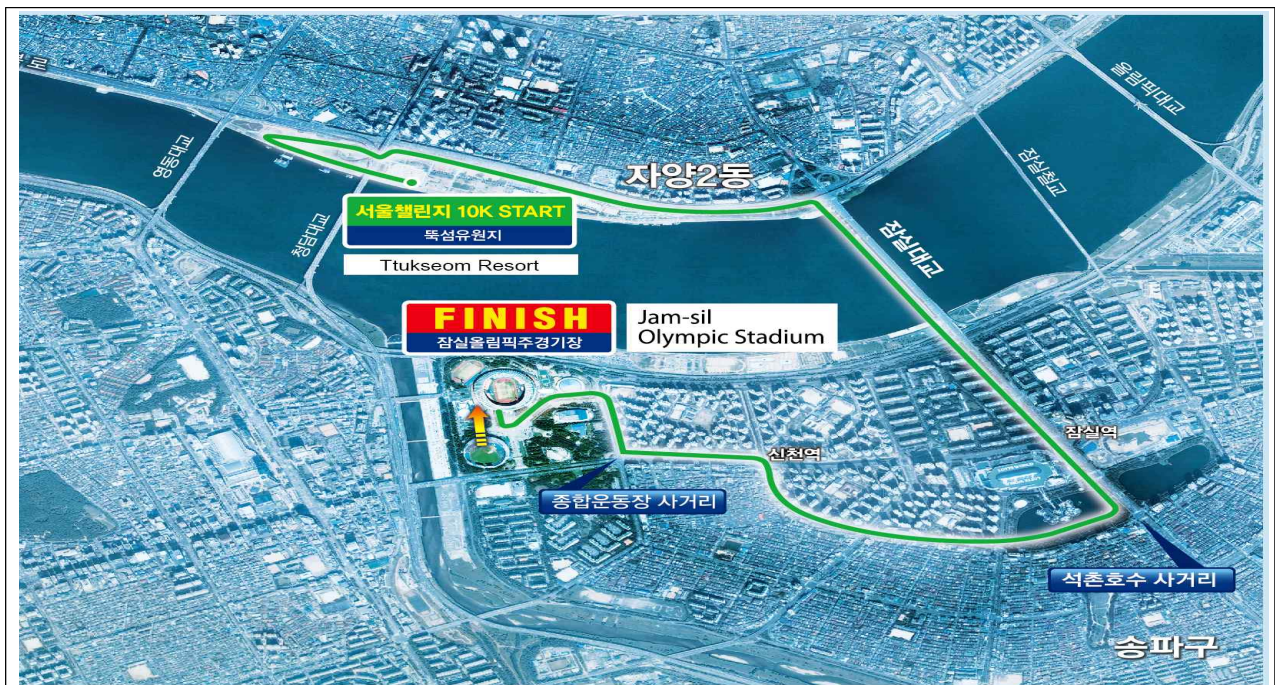 구로
올림픽대교
영동대교
잠실철교
자양2동
서울챌린지 10K START
뚝섬유원지
청담대교
잠실대교
Ttukseom Resort
FINISH
잠실올림픽주경기장
Jam-sil
Olympic Stadium
잠실역
신천역
종합운동장 사거리
석촌호수 사거리
송파구